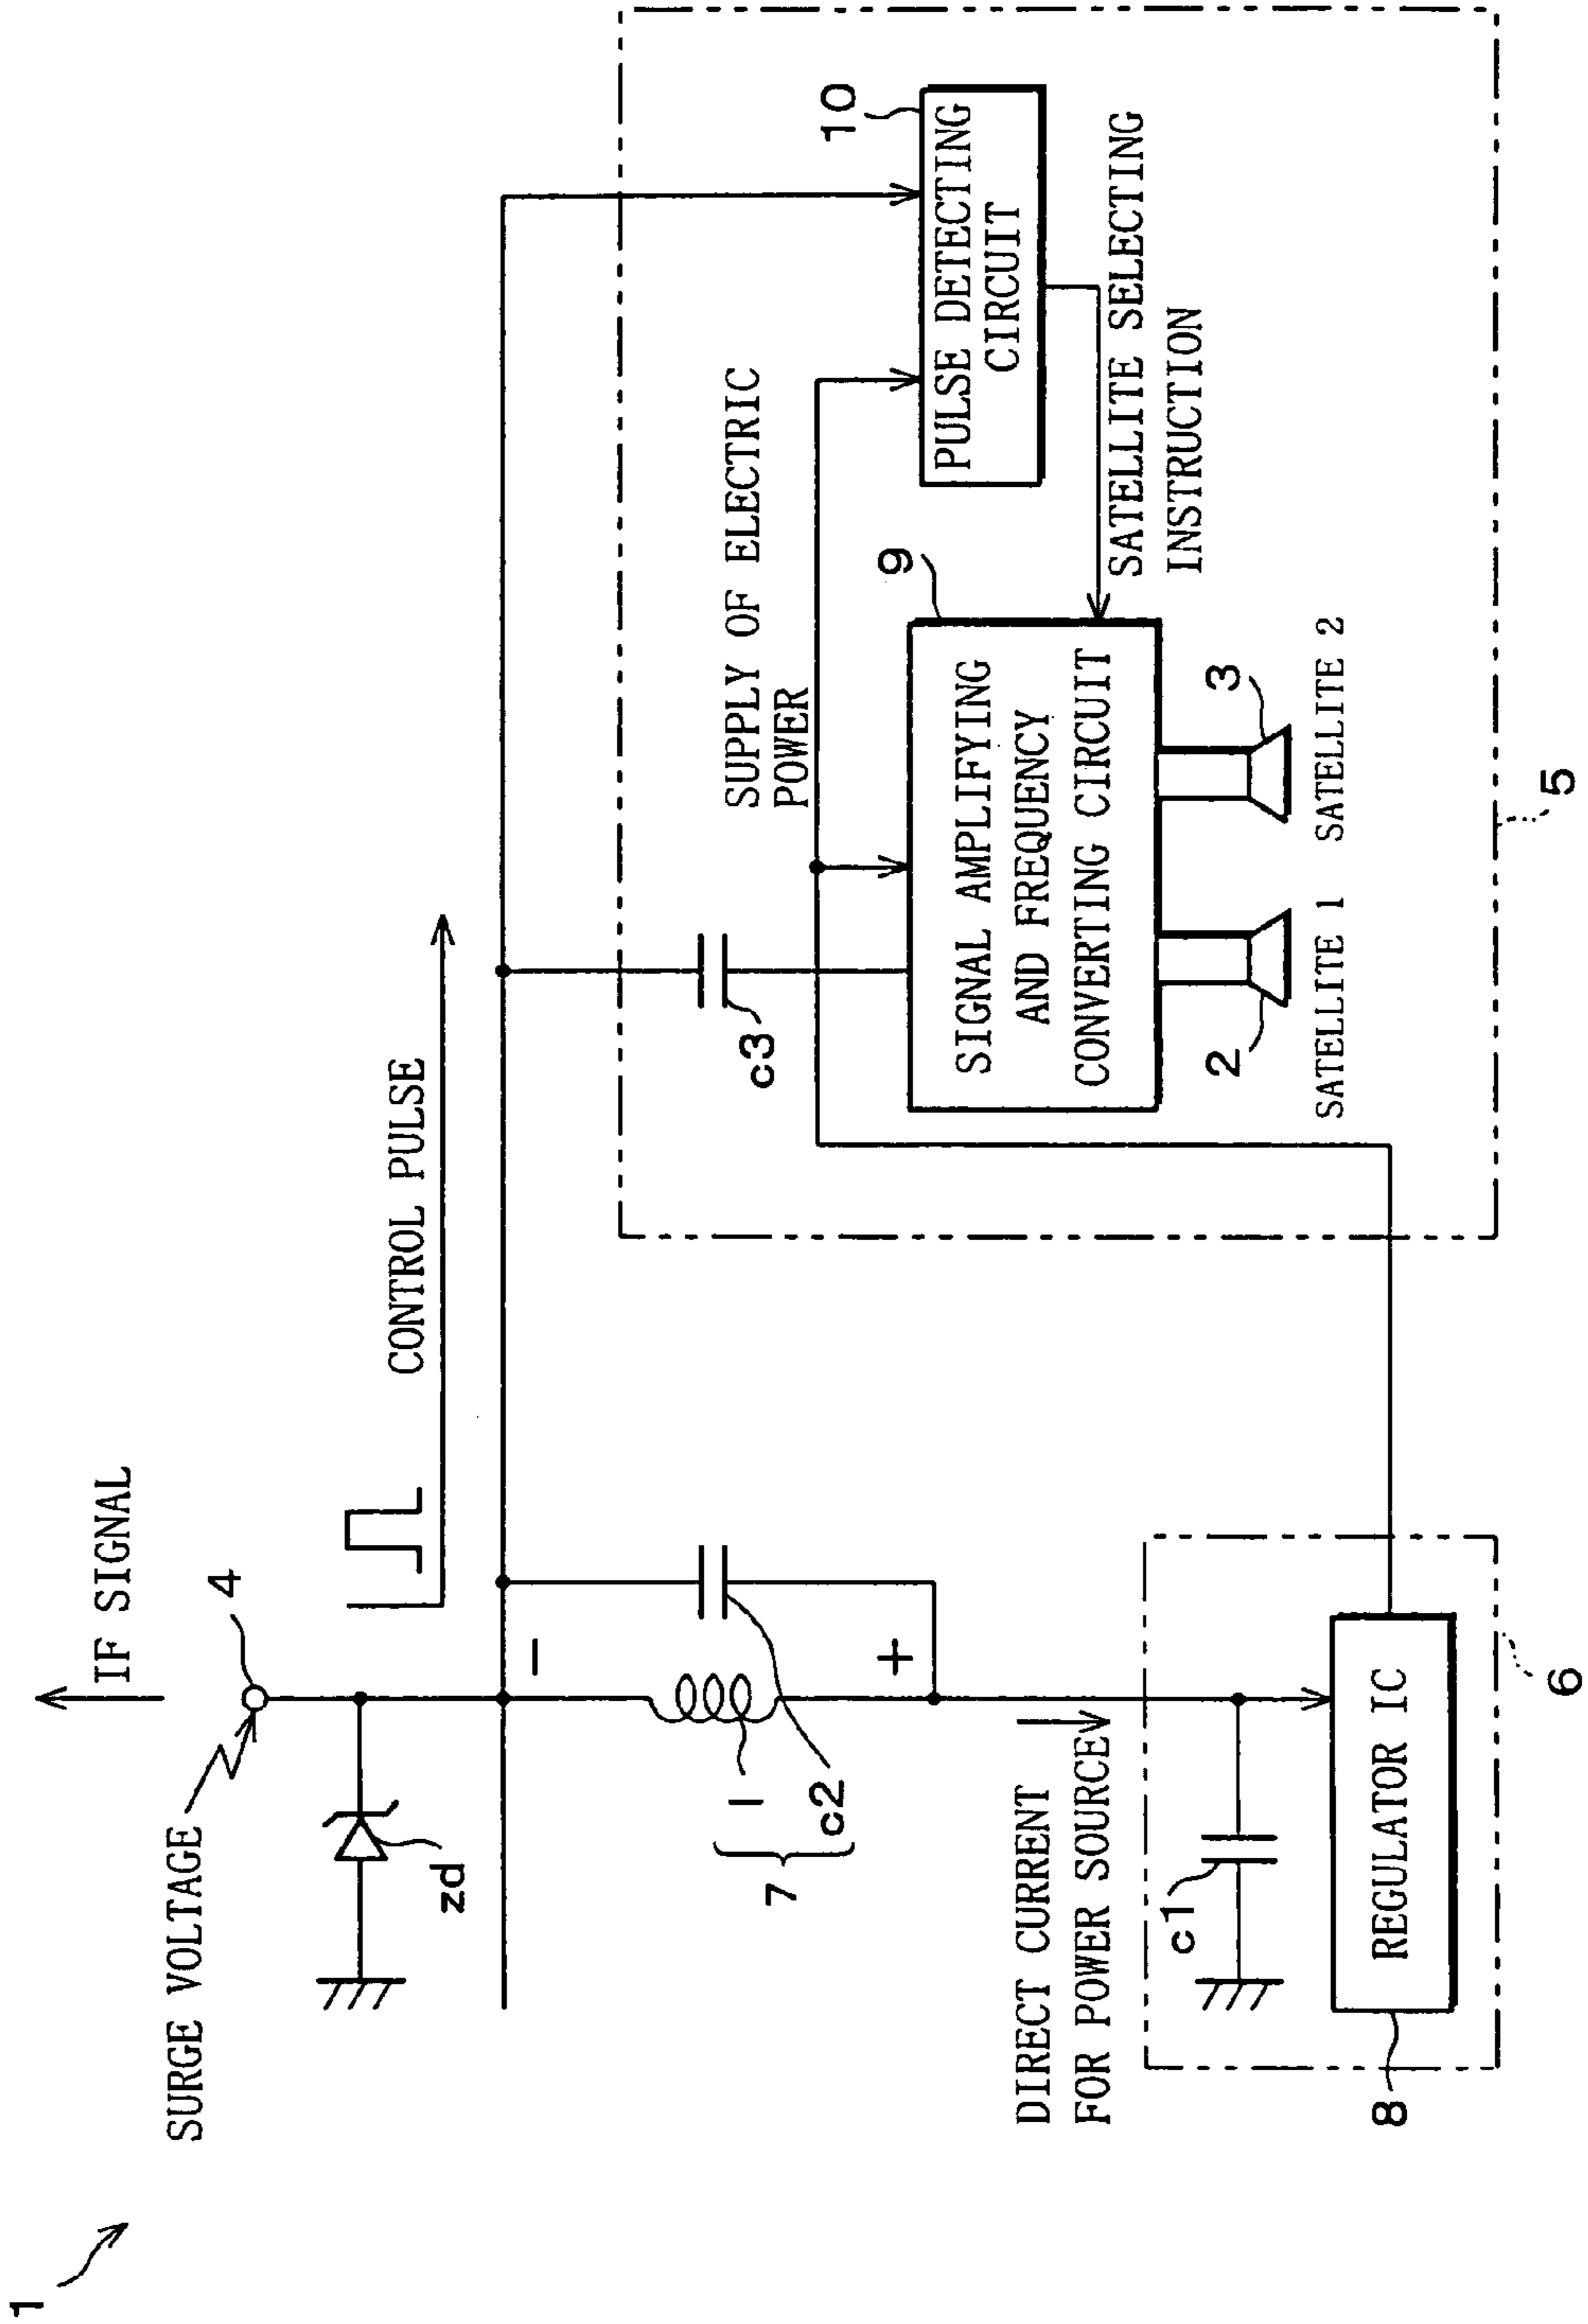 1
IF SIGNAL
4
SURGE VOLTAGE
zd
CONTROL PULSE
−
+
l
c2
7
DIRECT CURRENT
FOR POWER SOURCE
c1
REGULATOR IC
8
6
c3
SUPPLY OF ELECTRIC
POWER
9
SIGNAL AMPLIFYING
AND FREQUENCY
CONVERTING CIRCUIT
10
PULSE DETECTING
CIRCUIT
SATELLITE SELECTING
INSTRUCTION
2
3
SATELLITE 1
SATELLITE 2
5